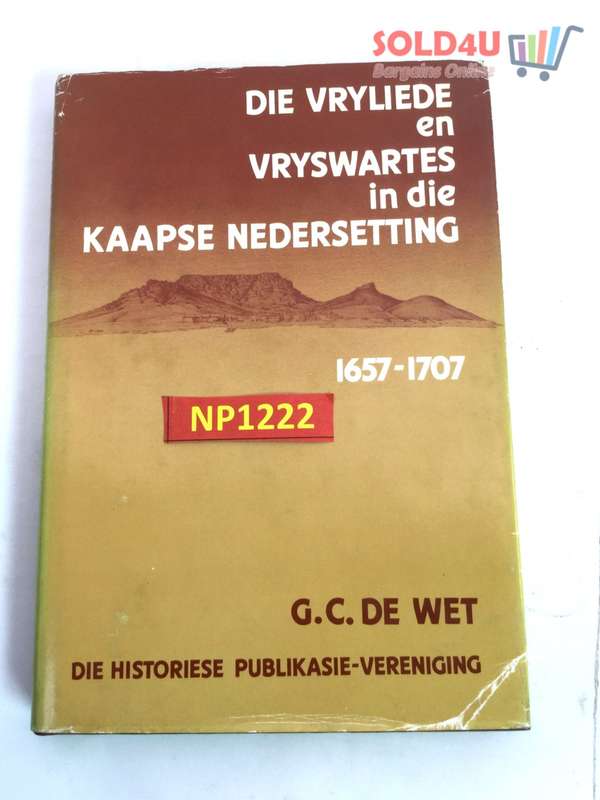 SOLD4U
Bargains Online
DIE VRYLIEDE
en
VRYSWARTES
in die
KAAPSE NEDERSETTING
1657-1707
NP1222
G.C. DE WET
DIE HISTORIESE PUBLIKASIE-VERENIGING